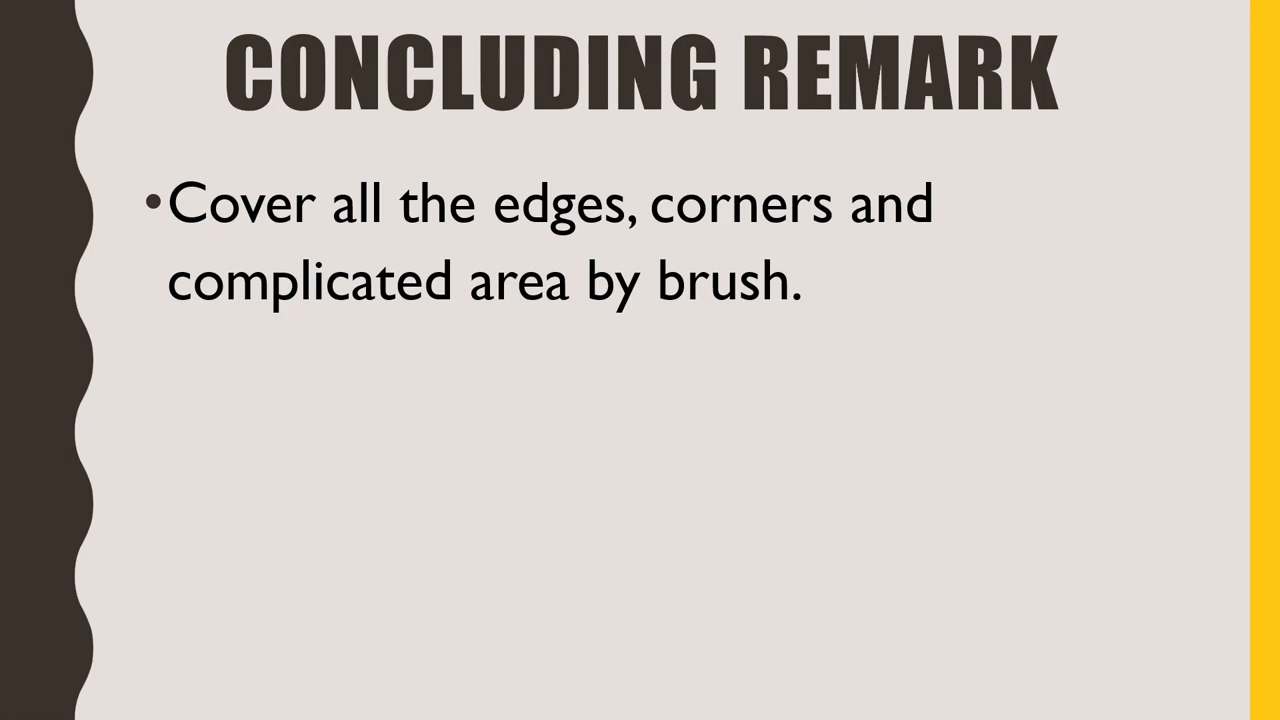 CONCLUDING REMARK
•Cover all the edges, corners and
complicated area by brush.